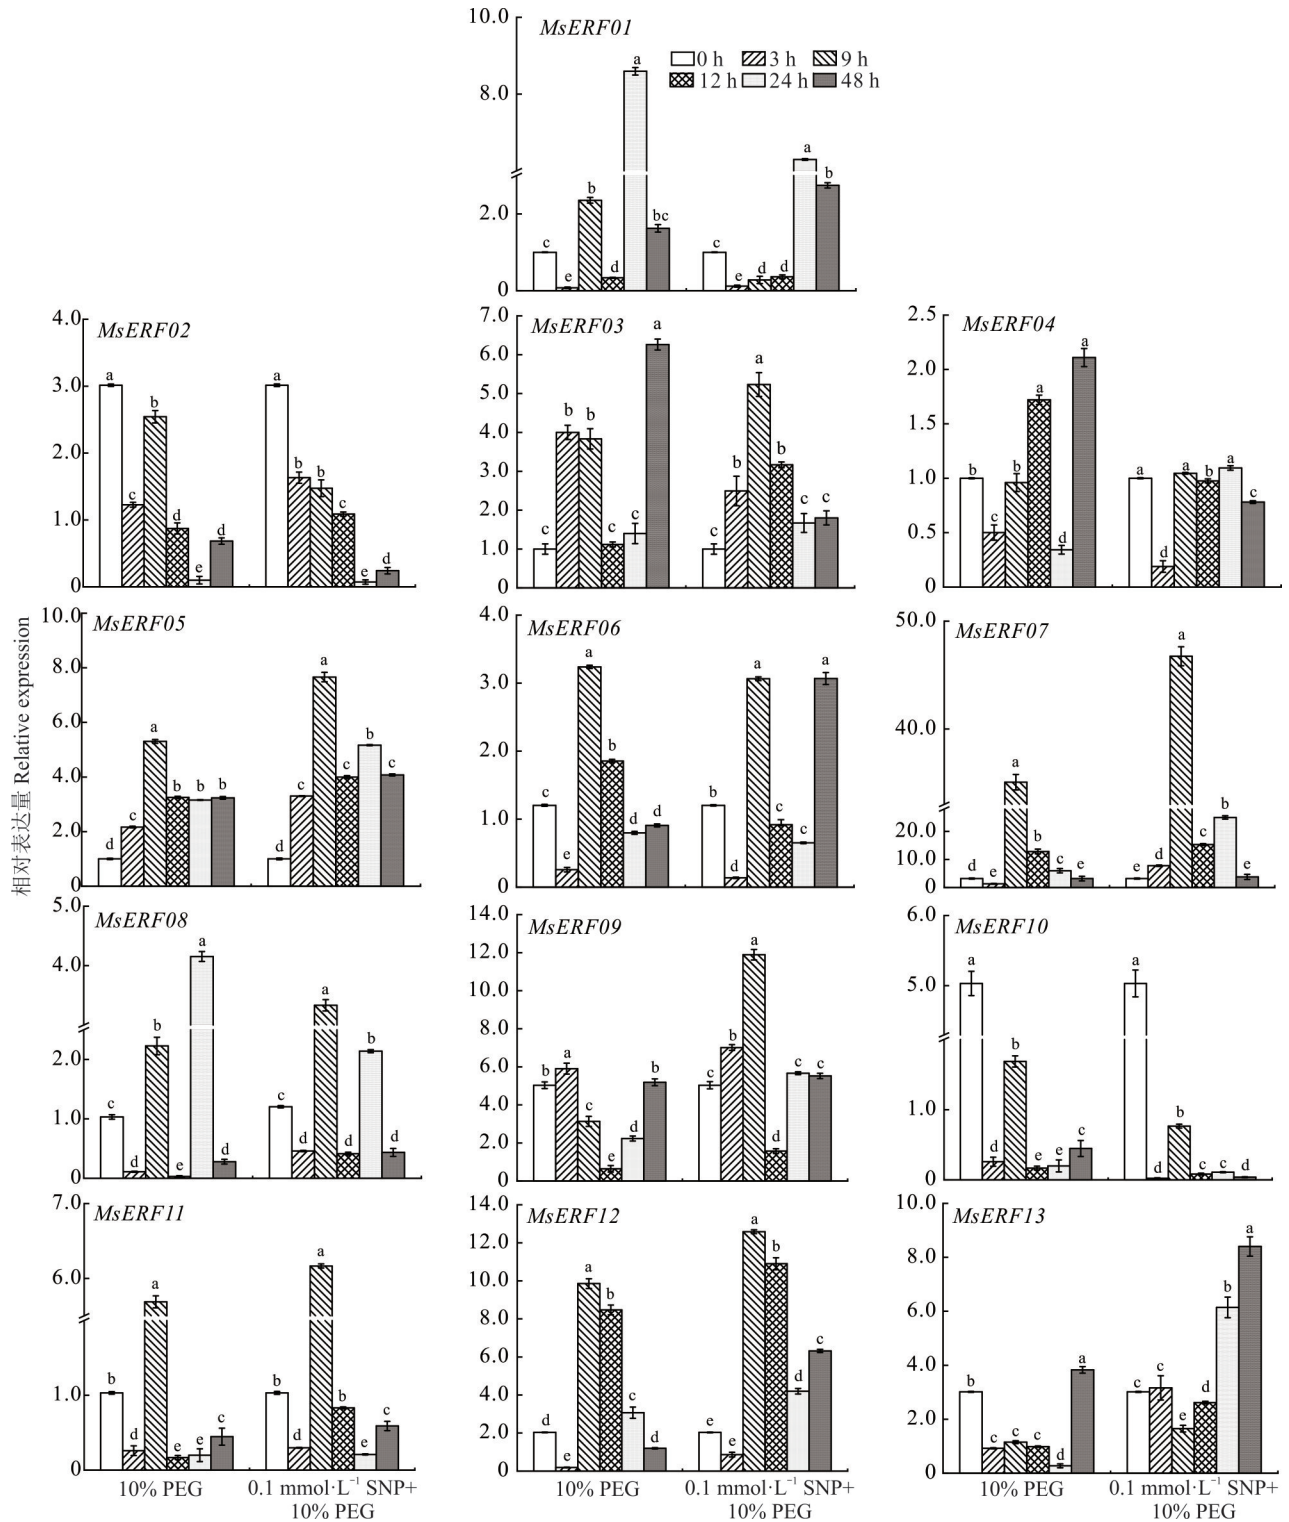 MsERF01
10.0
8.0
2.0
0
0 h 3 h 9 h
12 h 24 h 48 h
c e b d a bc c e d d a b
MsERF02
4.0
3.0
2.0
1.0
0
a c b d e d a b b c e d
MsERF03
7.0
6.0
5.0
4.0
3.0
2.0
1.0
0
c b b c c a c b a b c c
MsERF04
2.5
2.0
1.5
1.0
0.5
0
b c b a d a a d a b a c
相对表达量 Relative expression
MsERF05
10.0
8.0
6.0
4.0
2.0
0
d c a b b b d c a c b c
MsERF06
4.0
3.0
2.0
1.0
0
c e a b d d b d a c c a
MsERF07
50.0
40.0
20.0
10.0
0
d e a b c e e d a c b e
MsERF08
5.0
4.0
2.0
1.0
0
c d b e a d c d a d b d
MsERF09
14.0
12.0
10.0
8.0
6.0
4.0
2.0
0
b a c e d b c b a d c c
MsERF10
6.0
5.0
1.0
0
a d b e e c a d b c c d
MsERF11
7.0
6.0
1.0
0
b d a e e c b d a b e c
MsERF12
14.0
12.0
10.0
8.0
6.0
4.0
2.0
0
d e a b c d e e a b d c
MsERF13
10.0
8.0
6.0
4.0
2.0
0
b c c c d a c c e d b a
10% PEG 0.1 mmol·L⁻¹ SNP+
10% PEG
10% PEG 0.1 mmol·L⁻¹ SNP+
10% PEG
10% PEG 0.1 mmol·L⁻¹ SNP+
10% PEG